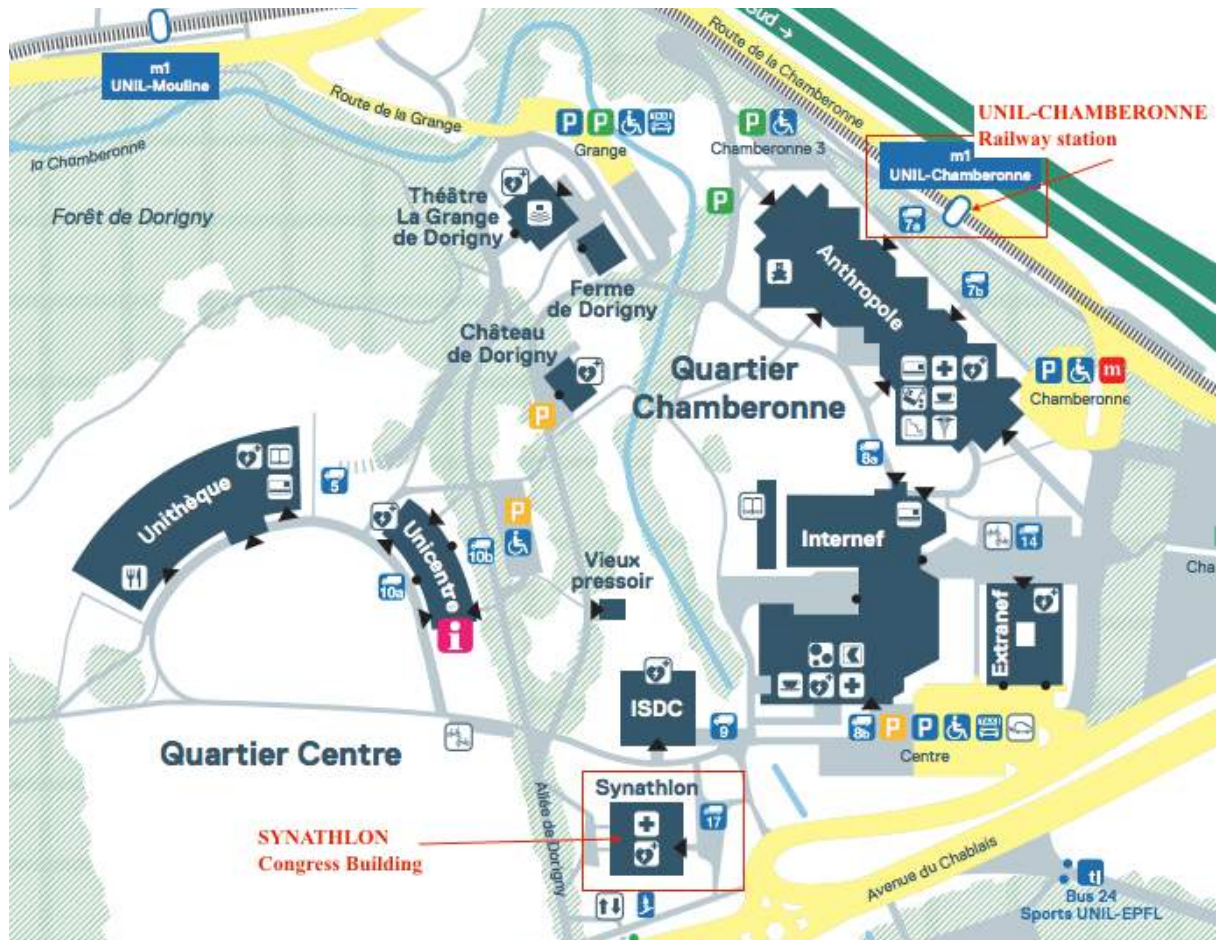 Sud →
Route de la Chamberonne
m1
UNIL-Mouline
Route de la Grange
la Chamberonne
Forêt de Dorigny
P P TAXI
Grange
P
Chamberonne 3
UNIL-CHAMBERONNE
Railway station
m1
UNIL-Chamberonne
7a
7b
P
Théâtre
La Grange
de Dorigny
Ferme
de Dorigny
Château
de Dorigny
P
Anthropole
Quartier
Chamberonne
P m
Chamberonne
8a
Unithèque
5
Unicentre
10a
10b
P
i
Vieux
pressoir
Internef
14
Cha
Extranef
ISDC
9
8b P P TAXI
Centre
Quartier Centre
Allée de Dorigny
Synathlon
17
SYNATHLON
Congress Building
Avenue du Chablais
tl
Bus 24
Sports UNIL-EPFL